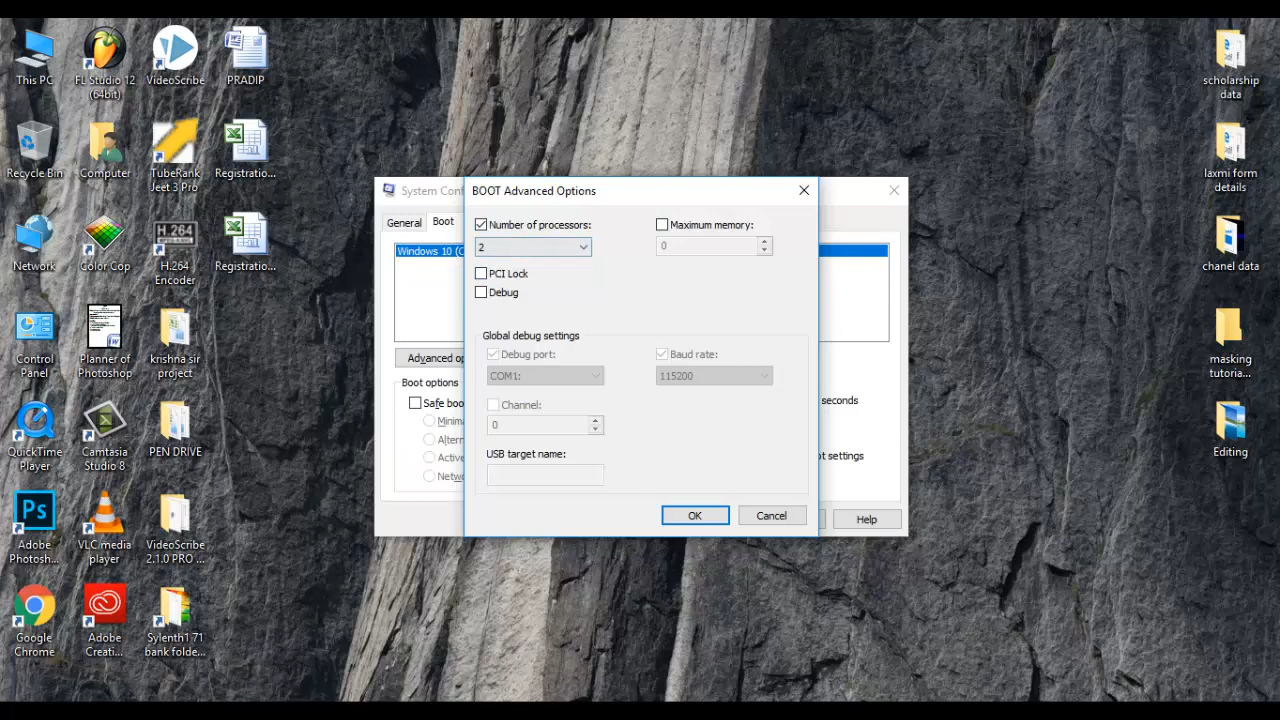 This PC
FL Studio 12
(64bit)
VideoScribe
PRADIP
Recycle Bin
Computer
TubeRank
Jeet 3 Pro
Registratio...
Network
Color Cop
H.264
H.264
Encoder
Registratio...
Control
Panel
Planner of
Photoshop
krishna sir
project
QuickTime
Player
Camtasia
Studio 8
PEN DRIVE
Ps
Adobe
Photosh...
VLC media
player
VideoScribe
2.1.0 PRO ...
Google
Chrome
Adobe
Creati...
Sylenth1 71
bank folde...
System Con
General
Boot
Windows 10 (C
Advanced op
Boot options
Safe boo
Minima
Altern
Active
Netwo
BOOT Advanced Options
Number of processors:
Maximum memory:
2
0
PCI Lock
Debug
Global debug settings
Debug port:
Baud rate:
COM1:
115200
Channel:
0
USB target name:
OK
Cancel
seconds
ot settings
Help
scholarship
data
laxmi form
details
chanel data
masking
tutoria...
Editing